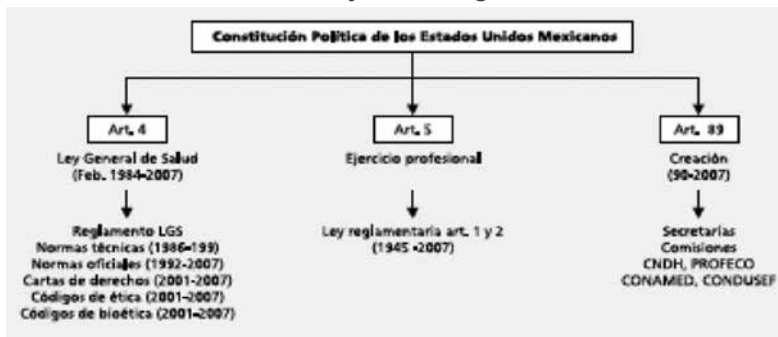 Constitución Política de los Estados Unidos Mexicanos
Art. 4
Ley General de Salud
(Feb. 1984-2007)
Reglamento LGS
Normas técnicas (1986-199)
Normas oficiales (1992-2007)
Cartas de derechos (2001-2007)
Códigos de ética (2001-2007)
Códigos de bioética (2001-2007)
Art. 5
Ejercicio profesional
Ley reglamentaria art. 1 y 2
(1945 -2007)
Art. 89
Creación
(90-2007)
Secretarías
Comisiones
CNDH, PROFECO
CONAMED, CONDUSEF